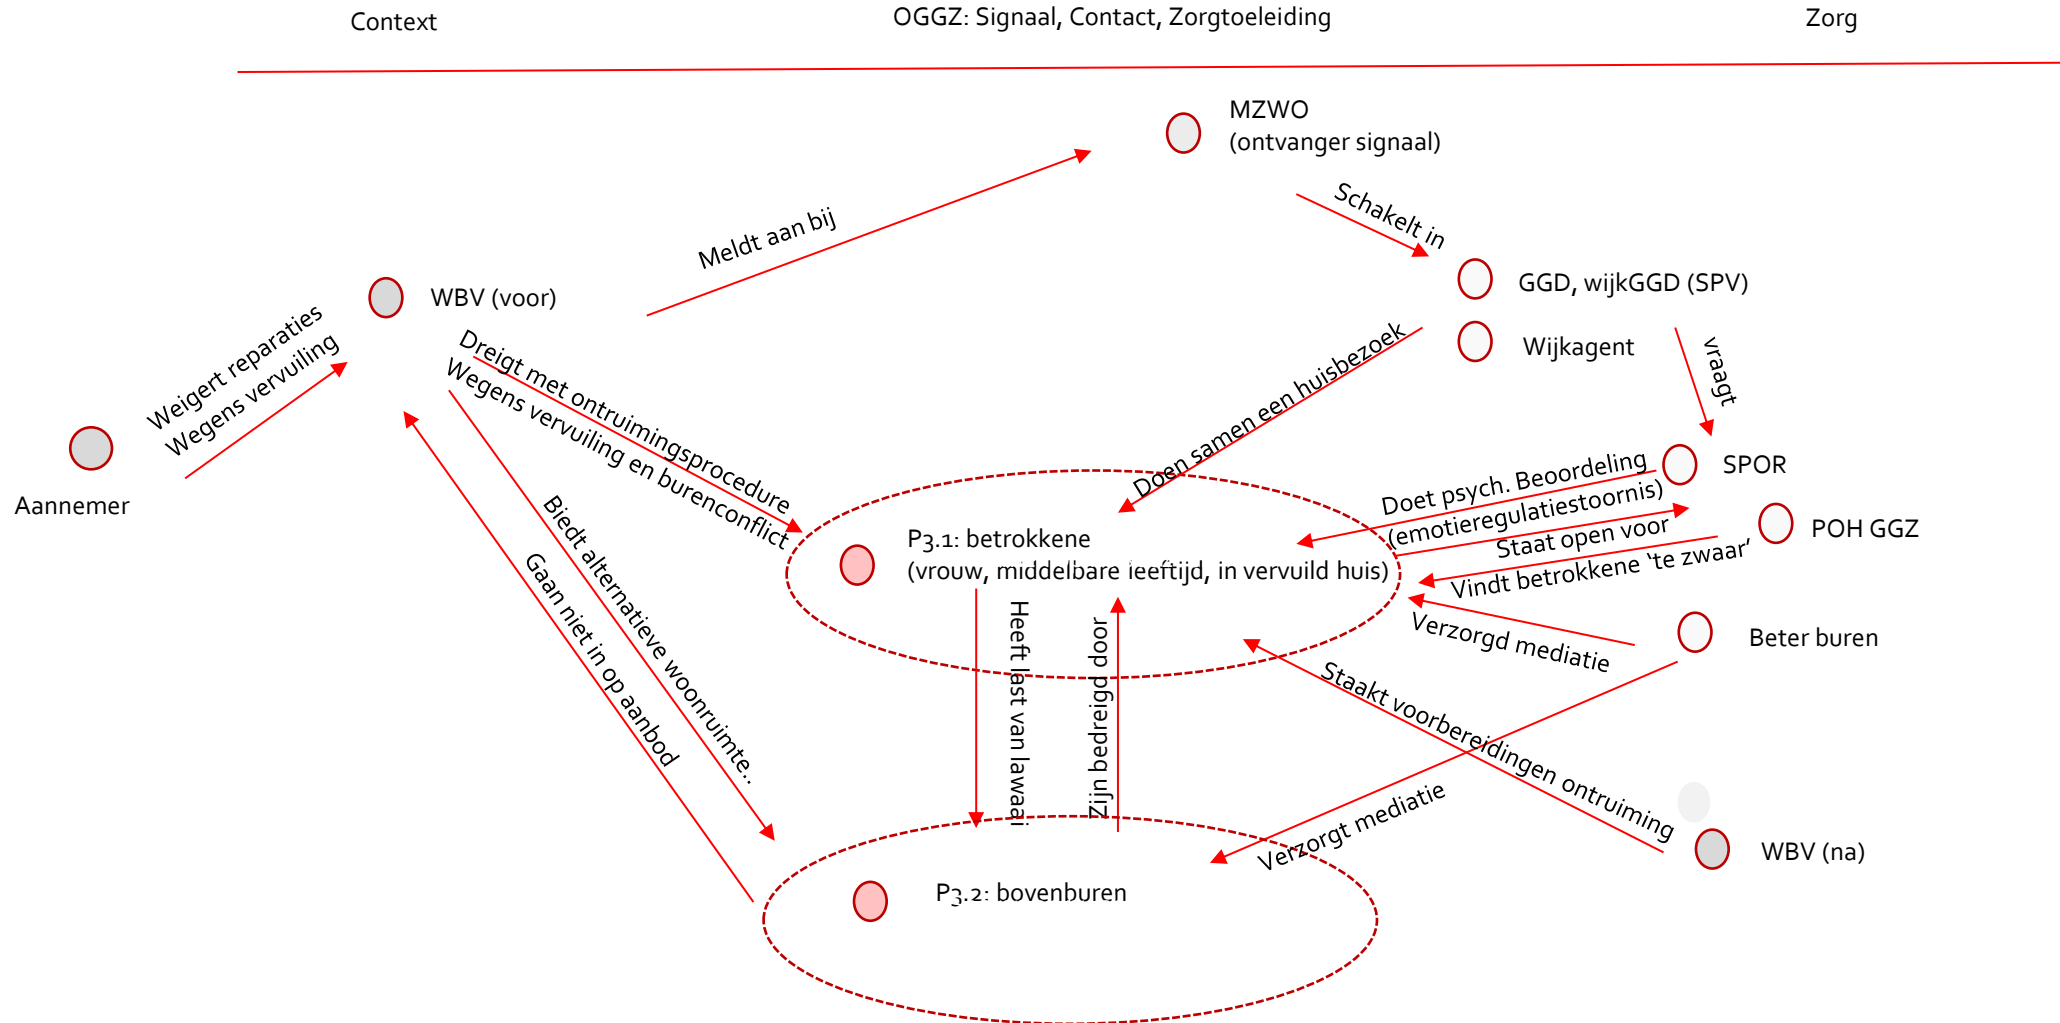 Context
OGGZ: Signaal, Contact, Zorgtoeleiding
Zorg
MZWO
(ontvanger signaal)
Schakelt in
Meldt aan bij
GGD, wijkGGD (SPV)
Wijkagent
vraagt
WBV (voor)
Weigert reparaties
Wegens vervuiling
Aannemer
Dreigt met ontruimingsprocedure
Wegens vervuiling en burenconflict
Doen samen een huisbezoek
SPOR
Doet psych. Beoordeling
(emotieregulatiestoornis)
Staat open voor
POH GGZ
Vindt betrokkene ‘te zwaar’
P3.1: betrokkene
(vrouw, middelbare leeftijd, in vervuild huis)
Biedt alternatieve woonruimte..
Gaan niet in op aanbod
Heeft last van lawaai
Zijn bedreigd door
Verzorgd mediatie
Beter buren
Staakt voorbereidingen ontruiming
Verzorgt mediatie
WBV (na)
P3.2: bovenburen